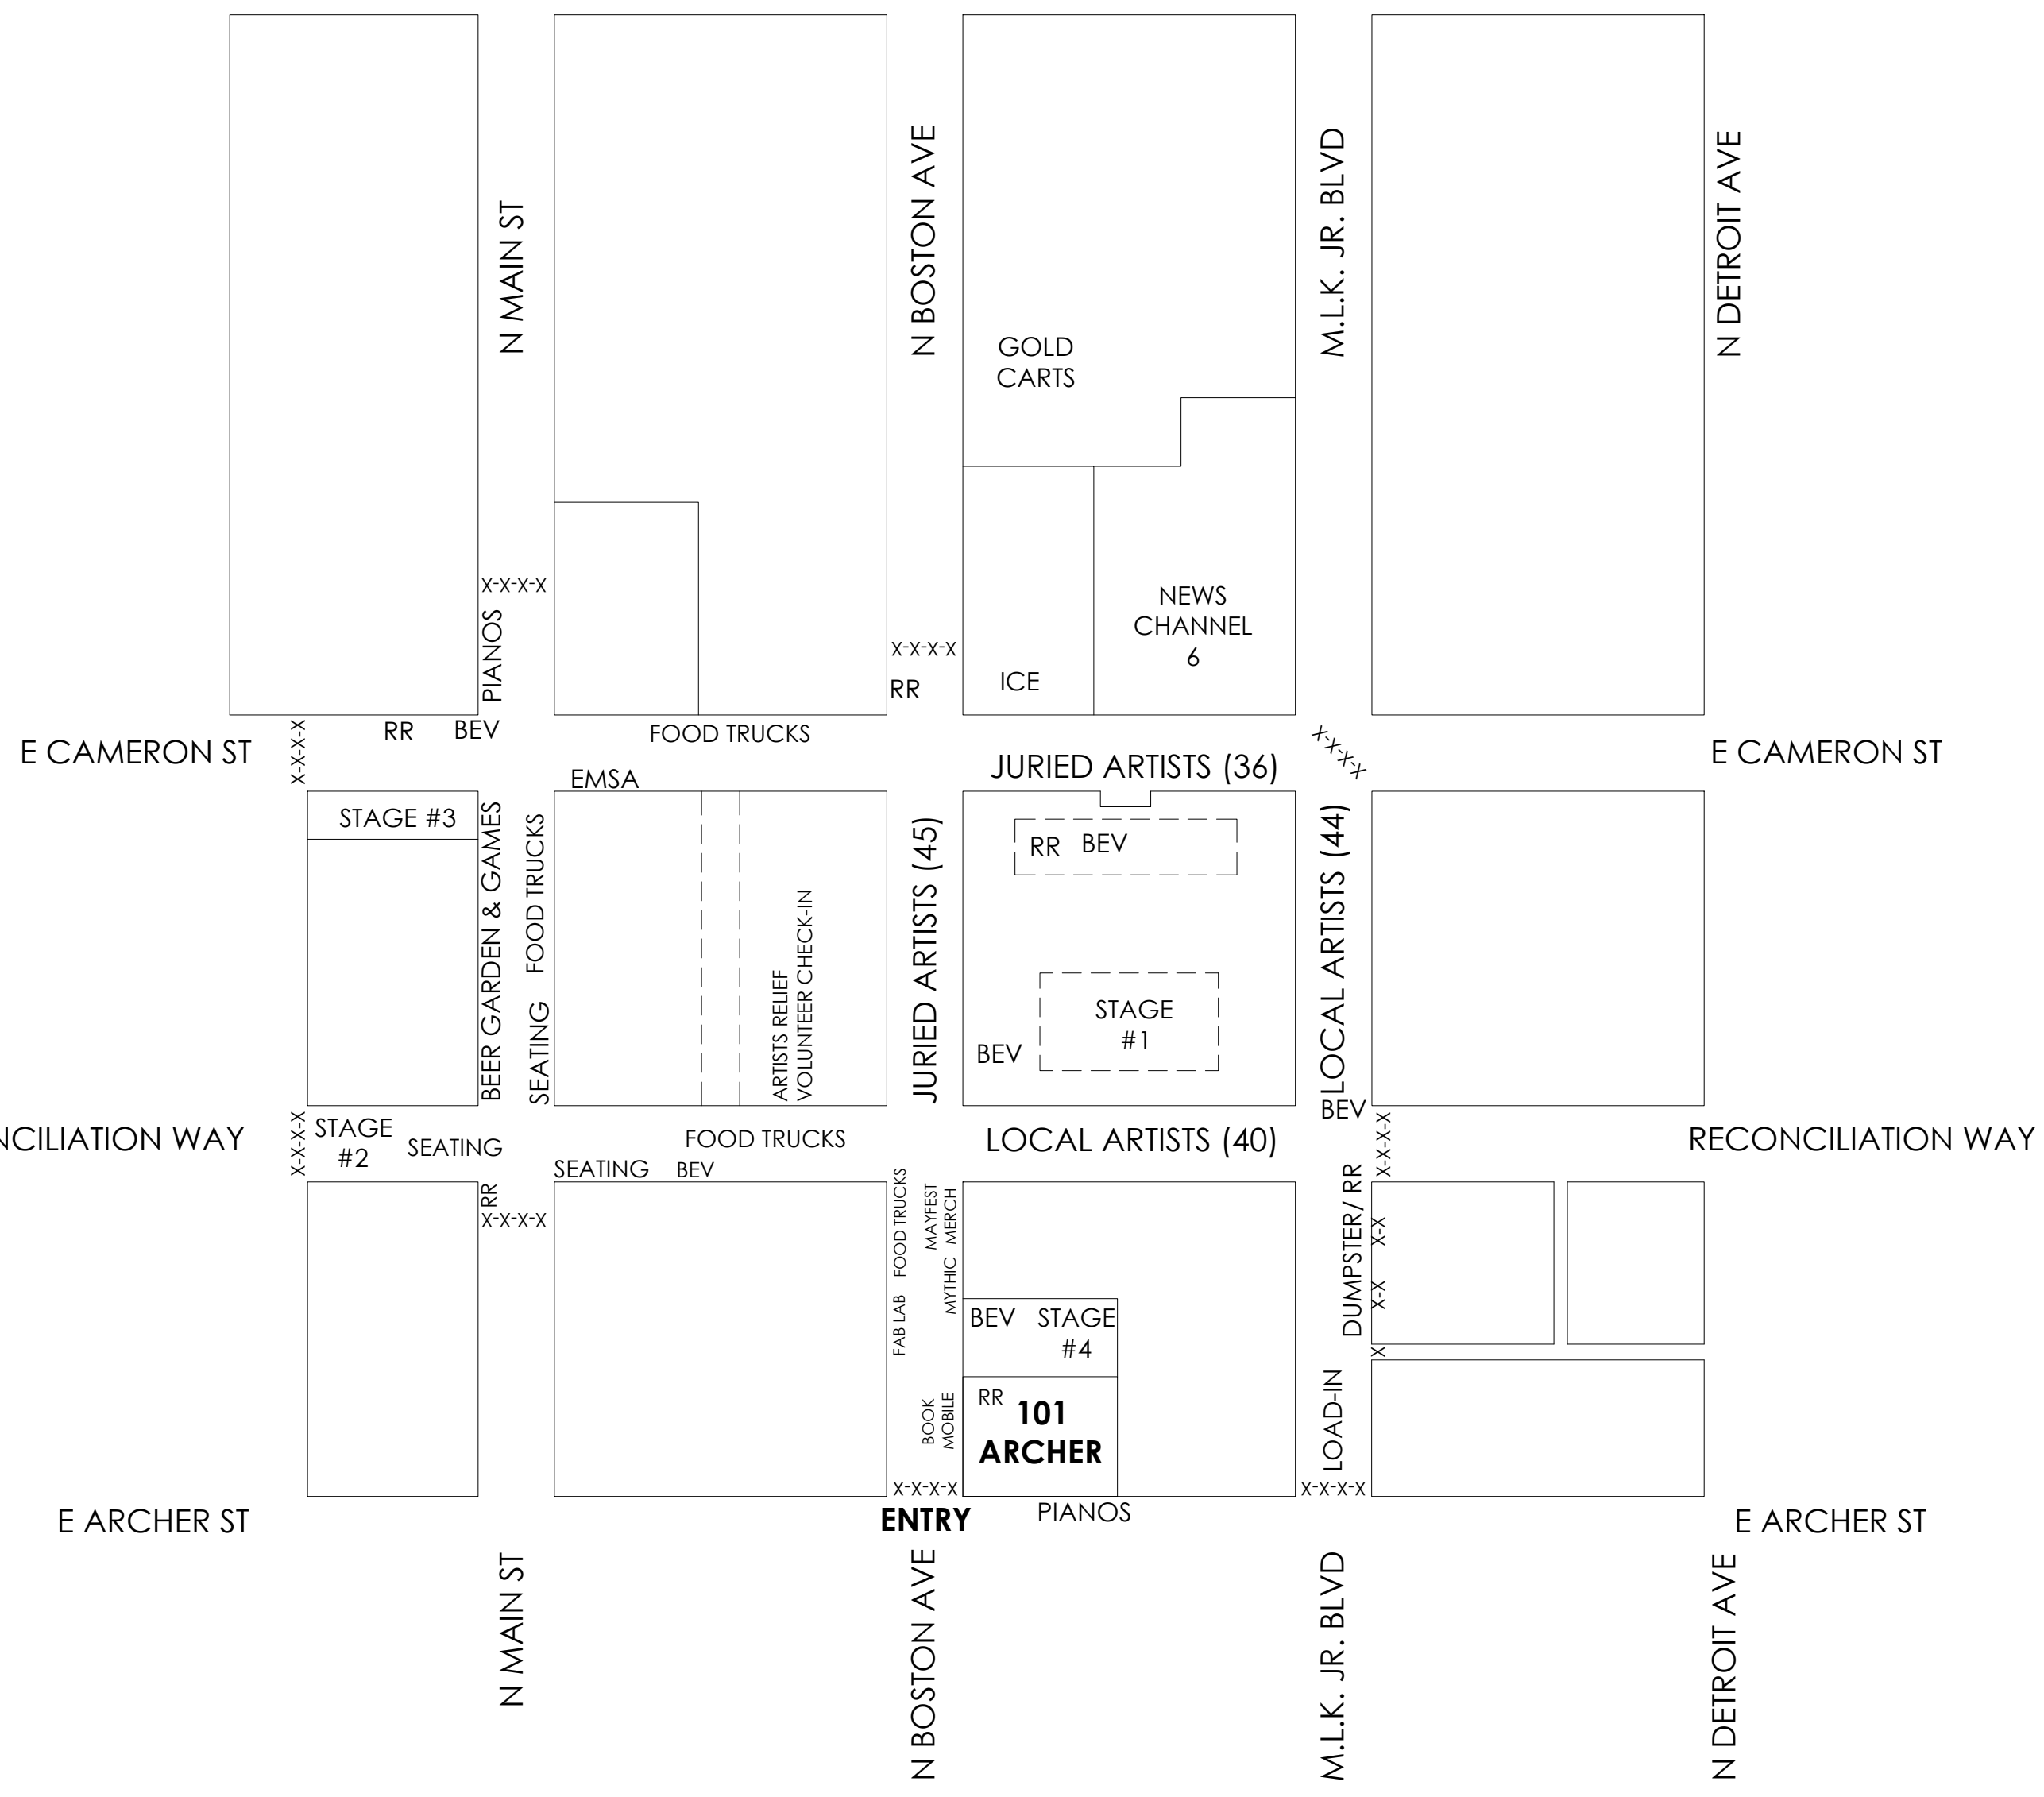 N MAIN ST
N BOSTON AVE
M.L.K. JR. BLVD
N DETROIT AVE
GOLD
CARTS
X-X-X-X
PIANOS
NEWS
CHANNEL
6
X-X-X-X
RR
ICE
E CAMERON ST
X-X-X-X
RR
BEV
FOOD TRUCKS
X-X-X-X
E CAMERON ST
JURIED ARTISTS (36)
EMSA
STAGE #3
BEER GARDEN & GAMES
FOOD TRUCKS
SEATING
ARTISTS RELIEF
VOLUNTEER CHECK-IN
JURIED ARTISTS (45)
RR
BEV
STAGE
#1
BEV
LOCAL ARTISTS (44)
BEV
NCILIATION WAY
X-X-X-X
STAGE
#2
SEATING
FOOD TRUCKS
LOCAL ARTISTS (40)
X-X-X-X
RECONCILIATION WAY
SEATING
BEV
RR
X-X-X-X
FOOD TRUCKS
FAB LAB
MAYFEST
MERCH
MYTHIC
DUMPSTER/ RR
X-X
X-X
X
BEV
STAGE
#4
BOOK
MOBILE
RR
101
ARCHER
LOAD-IN
X-X-X-X
X-X-X-X
E ARCHER ST
ENTRY
PIANOS
E ARCHER ST
N MAIN ST
N BOSTON AVE
M.L.K. JR. BLVD
N DETROIT AVE